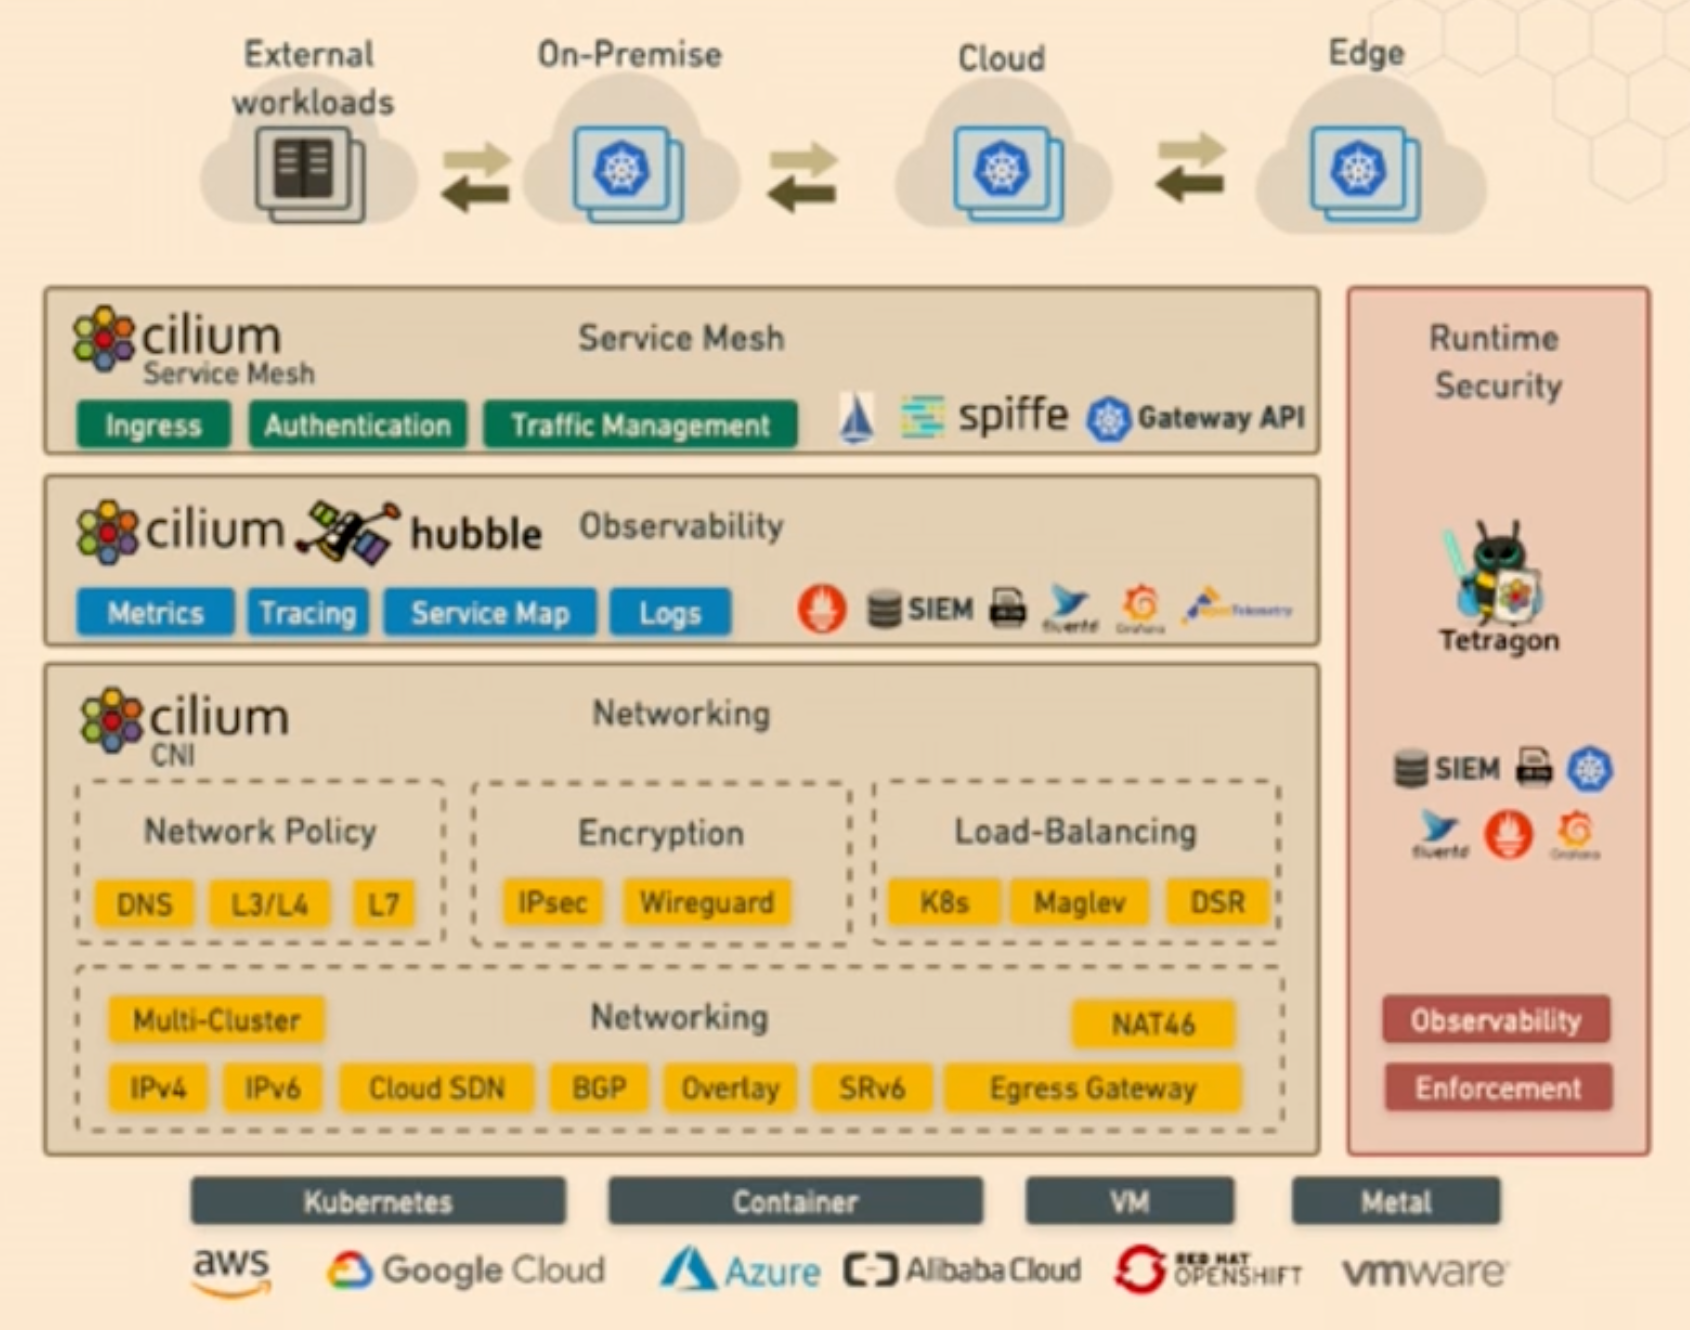 External
workloads
On-Premise
Cloud
Edge
cilium
Service Mesh
Service Mesh
Ingress
Authentication
Traffic Management
spiffe
Gateway API
Runtime
Security
cilium
hubble
Observability
Metrics
Tracing
Service Map
Logs
SIEM
fluentd
Grafana
OpenTelemetry
Tetragon
cilium
CNI
Networking
SIEM
fluentd
Grafana
Network Policy
DNS
L3/L4
L7
Encryption
IPsec
Wireguard
Load-Balancing
K8s
Maglev
DSR
Multi-Cluster
Networking
NAT46
IPv4
IPv6
Cloud SDN
BGP
Overlay
SRv6
Egress Gateway
Observability
Enforcement
Kubernetes
Container
VM
Metal
aws
Google Cloud
Azure
Alibaba Cloud
RED HAT
OPENSHIFT
vmware